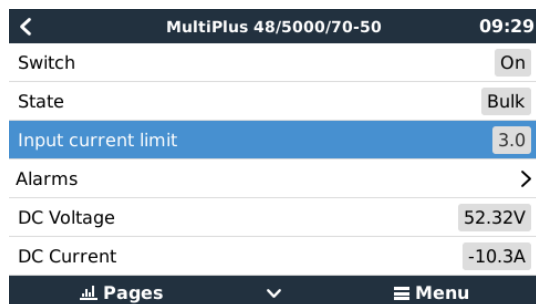 MultiPlus 48/5000/70-50 09:29
Switch On
State Bulk
Input current limit 3.0
Alarms
DC Voltage 52.32V
DC Current -10.3A
Pages Menu